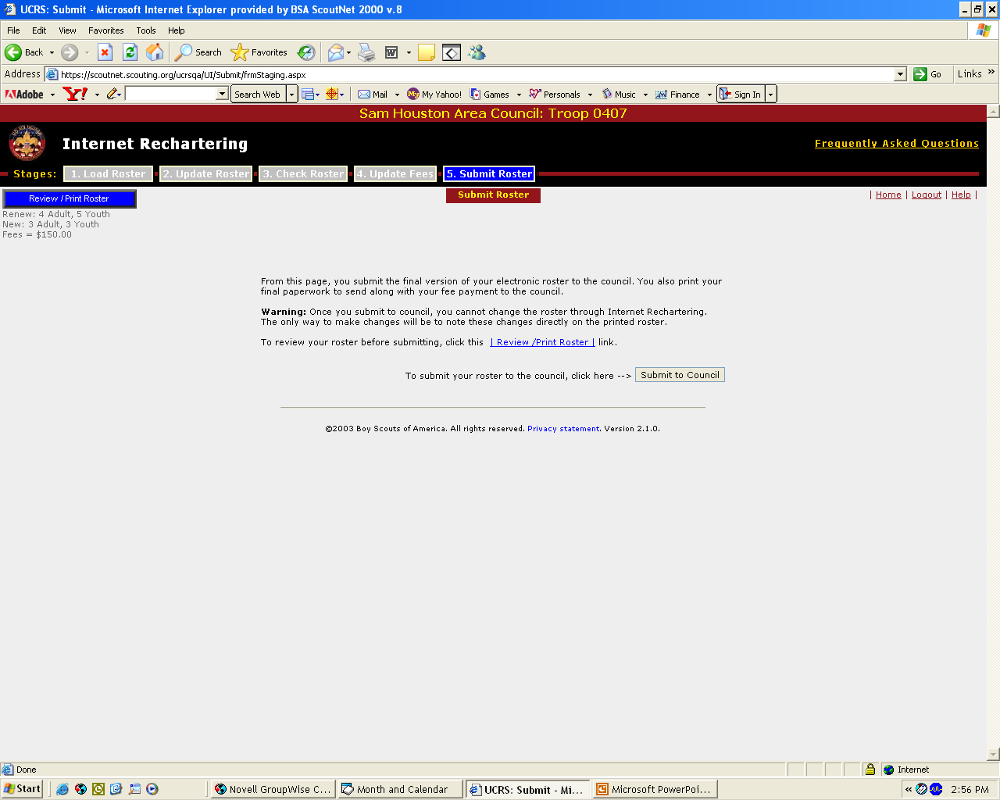 UCRS: Submit - Microsoft Internet Explorer provided by BSA ScoutNet 2000 v.8
File Edit View Favorites Tools Help
Back Search Favorites
Address https://scoutnet.scouting.org/ucrsqa/UI/Submit/frmStaging.aspx Go Links »
Adobe Y! Search Web Mail My Yahoo! Games Personals Music Finance Sign In
Sam Houston Area Council: Troop 0407
Internet Rechartering
Frequently Asked Questions
Stages: 1. Load Roster 2. Update Roster 3. Check Roster 4. Update Fees 5. Submit Roster
Review / Print Roster
Submit Roster
| Home | Logout | Help |
Renew: 4 Adult, 5 Youth
New: 3 Adult, 3 Youth
Fees = $150.00
From this page, you submit the final version of your electronic roster to the council. You also print your
final paperwork to send along with your fee payment to the council.
Warning: Once you submit to council, you cannot change the roster through Internet Rechartering.
The only way to make changes will be to note these changes directly on the printed roster.
To review your roster before submitting, click this | Review /Print Roster | link.
To submit your roster to the council, click here --> Submit to Council
©2003 Boy Scouts of America. All rights reserved. Privacy statement. Version 2.1.0.
Done Internet
Start Novell GroupWise C... Month and Calendar UCRS: Submit - Mi... Microsoft PowerPoi... « 2:56 PM